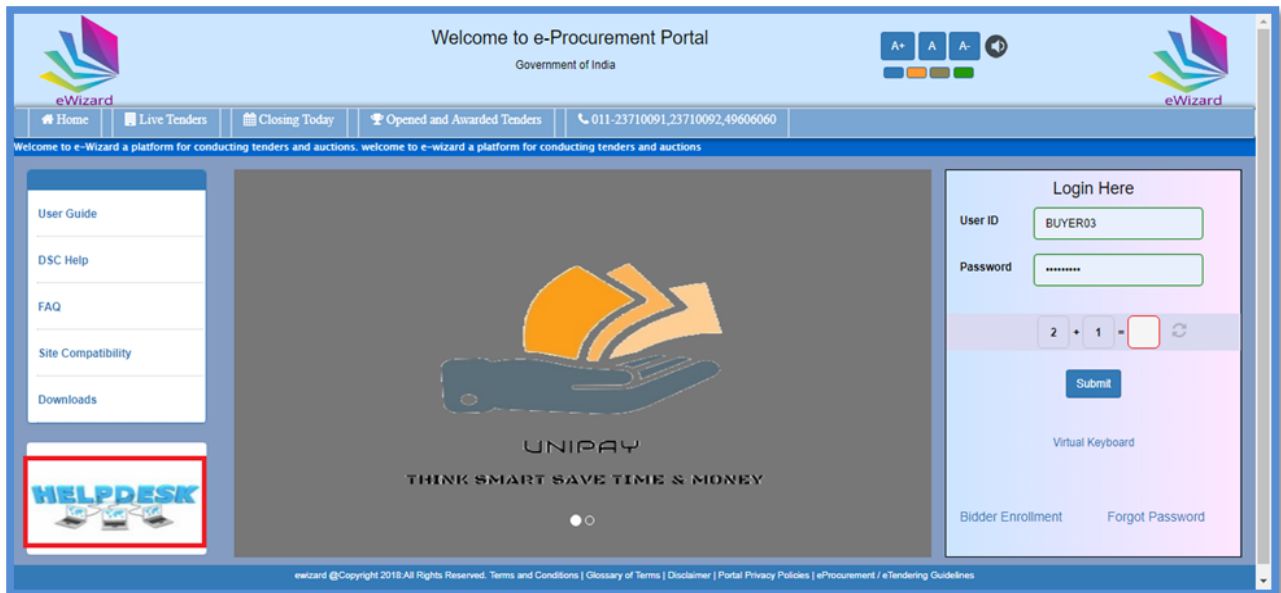 Welcome to e-Procurement Portal
Government of India
A+ A A-
eWizard
eWizard
Home Live Tenders Closing Today Opened and Awarded Tenders 011-23710091,23710092,49606060
Welcome to e-Wizard a platform for conducting tenders and auctions. welcome to e-wizard a platform for conducting tenders and auctions
User Guide
DSC Help
FAQ
Site Compatibility
Downloads
HELPDESK
UNIPAY
THINK SMART SAVE TIME & MONEY
Login Here
User ID BUYER03
Password •••••••••
2 + 1 =
Submit
Virtual Keyboard
Bidder Enrollment Forgot Password
ewizard @Copyright 2018:All Rights Reserved. Terms and Conditions | Glossary of Terms | Disclaimer | Portal Privacy Policies | eProcurement / eTendering Guidelines